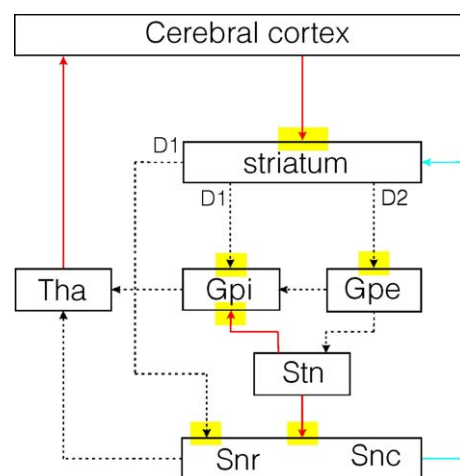 Cerebral cortex
D1
striatum
D1
D2
Tha
Gpi
Gpe
Stn
Snr
Snc